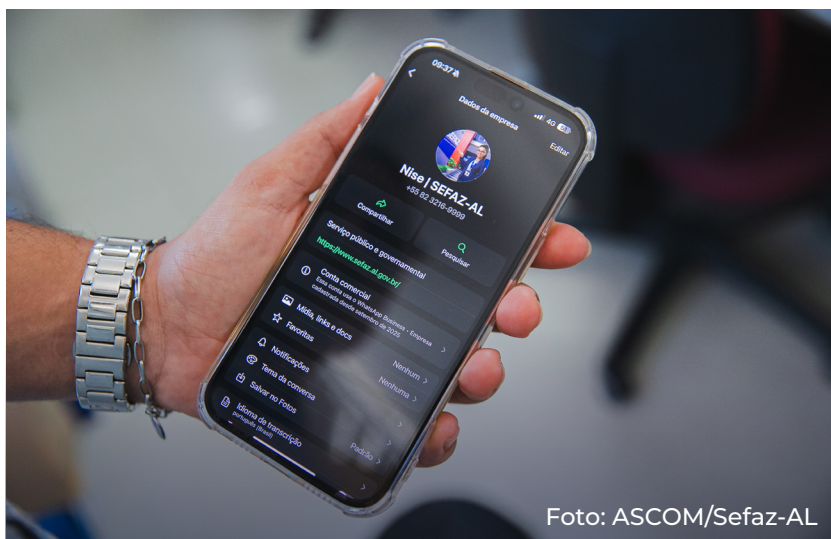 09:37
4G
Dados da empresa
Editar
Nise | SEFAZ-AL
+55 82 3216-9999
Compartilhar
Pesquisar
Serviço público e governamental
https://www.sefaz.al.gov.br/
Conta comercial
Essa conta usa o WhatsApp Business • Empresa
cadastrada desde setembro de 2025
Mídia, links e docs
Nenhum
Favoritas
Nenhuma
Notificações
Tema da conversa
Salvar no Fotos
Padrão
Idioma de transcrição
português (Brasil)
Foto: ASCOM/Sefaz-AL